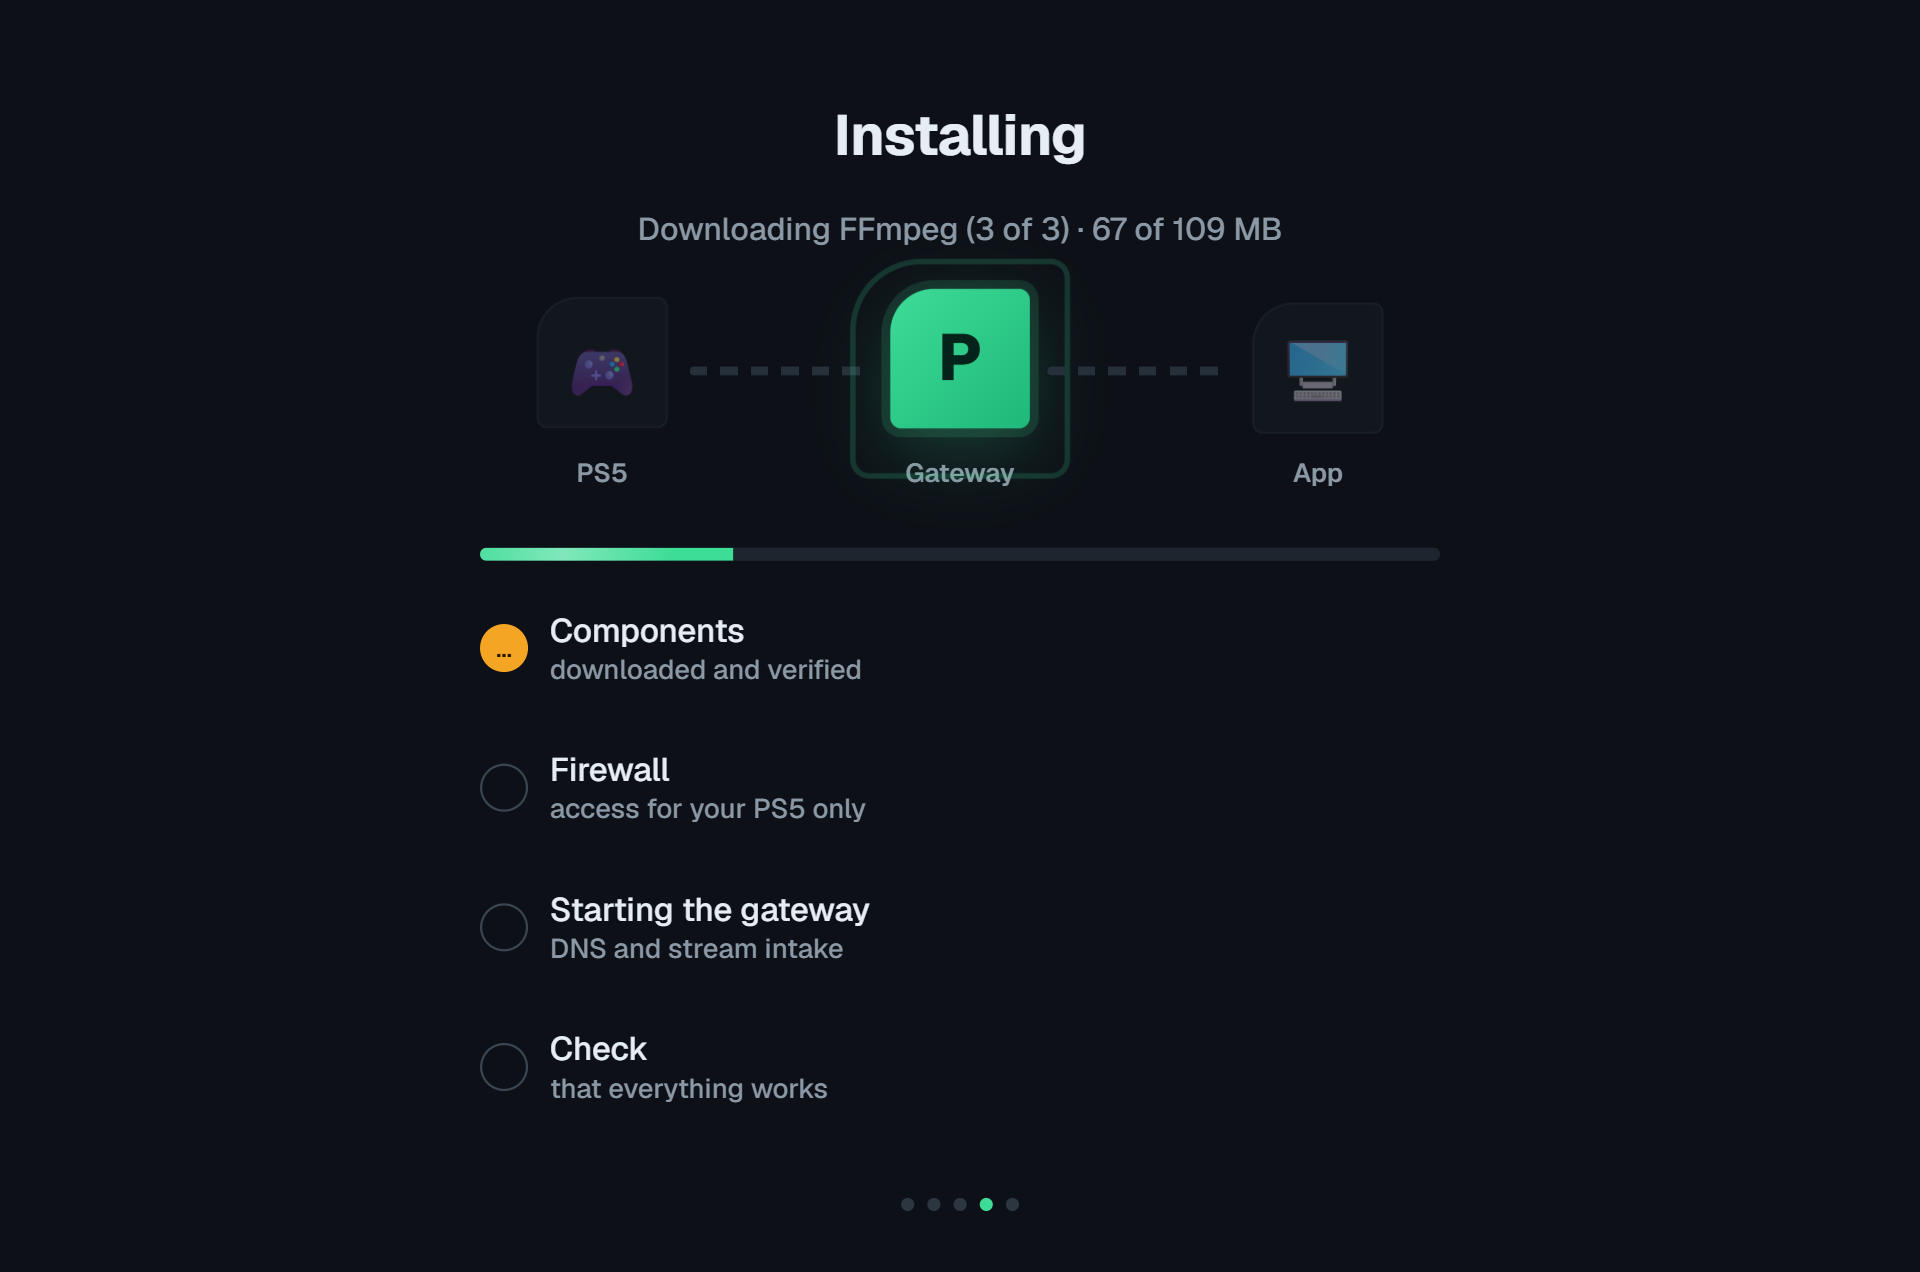 Installing
Downloading FFmpeg (3 of 3) · 67 of 109 MB
P
PS5
Gateway
App
...
Components
downloaded and verified
Firewall
access for your PS5 only
Starting the gateway
DNS and stream intake
Check
that everything works